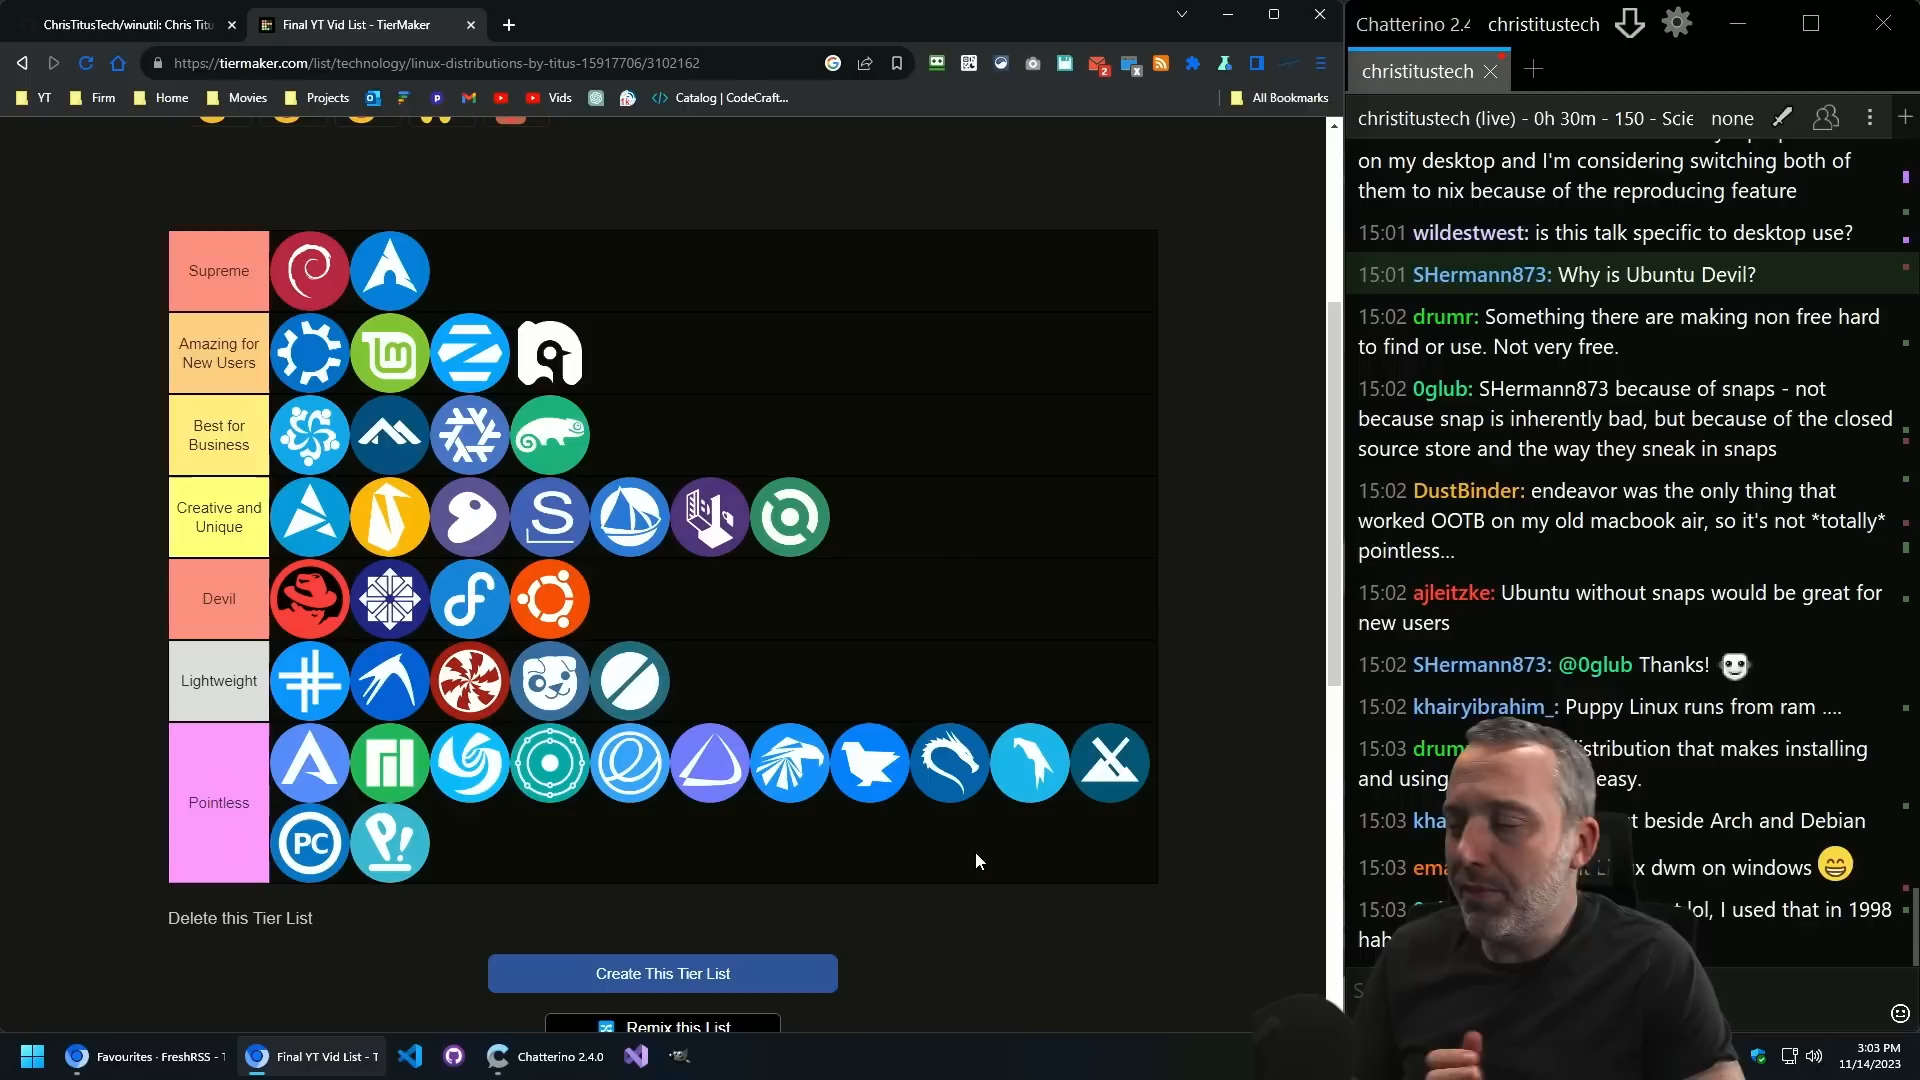 ChrisTitusTech/winutil: Chris Titu
Final YT Vid List - TierMaker
https://tiermaker.com/list/technology/linux-distributions-by-titus-15917706/3102162
YT
Firm
Home
Movies
Projects
Vids
Catalog | CodeCraft...
All Bookmarks
Supreme
Amazing for
New Users
Best for
Business
Creative and
Unique
Devil
Lightweight
Pointless
PC
Delete this Tier List
Create This Tier List
Remix this List
Favourites · FreshRSS - 1
Final YT Vid List - T
Chatterino 2.4.0
Chatterino 2.4
christitustech
christitustech
christitustech (live) - 0h 30m - 150 - Scie
none
on my desktop and I'm considering switching both of
them to nix because of the reproducing feature
15:01 wildestwest: is this talk specific to desktop use?
15:01 SHermann873: Why is Ubuntu Devil?
15:02 drumr: Something there are making non free hard
to find or use. Not very free.
15:02 0glub: SHermann873 because of snaps - not
because snap is inherently bad, but because of the closed
source store and the way they sneak in snaps
15:02 DustBinder: endeavor was the only thing that
worked OOTB on my old macbook air, so it's not *totally*
pointless...
15:02 ajleitzke: Ubuntu without snaps would be great for
new users
15:02 SHermann873: @0glub Thanks!
15:02 khairyibrahim_: Puppy Linux runs from ram ....
15:03 drum distribution that makes installing
and using easy.
15:03 kha beside Arch and Debian
15:03 ema dwm on windows
15:03 lol, I used that in 1998
hah
3:03 PM
11/14/2023